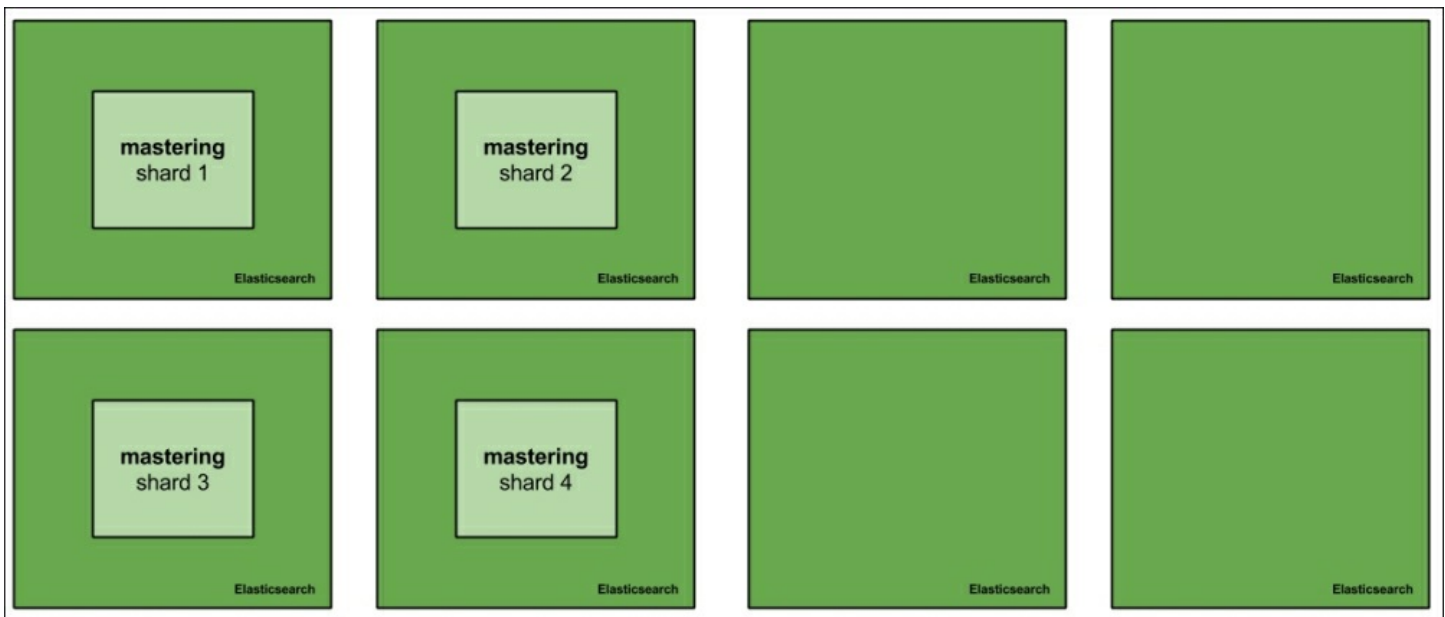 mastering
shard 1
Elasticsearch
mastering
shard 2
Elasticsearch
Elasticsearch
Elasticsearch
mastering
shard 3
Elasticsearch
mastering
shard 4
Elasticsearch
Elasticsearch
Elasticsearch